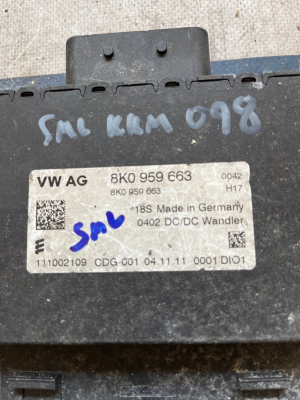 SML KKM 098
VW AG 8K0 959 663 0042
8K0 959 663 H17
18S Made in Germany
0402 DC/DC Wandler
SML
111002109 CDG-001 04.11.11 0001 DIO1